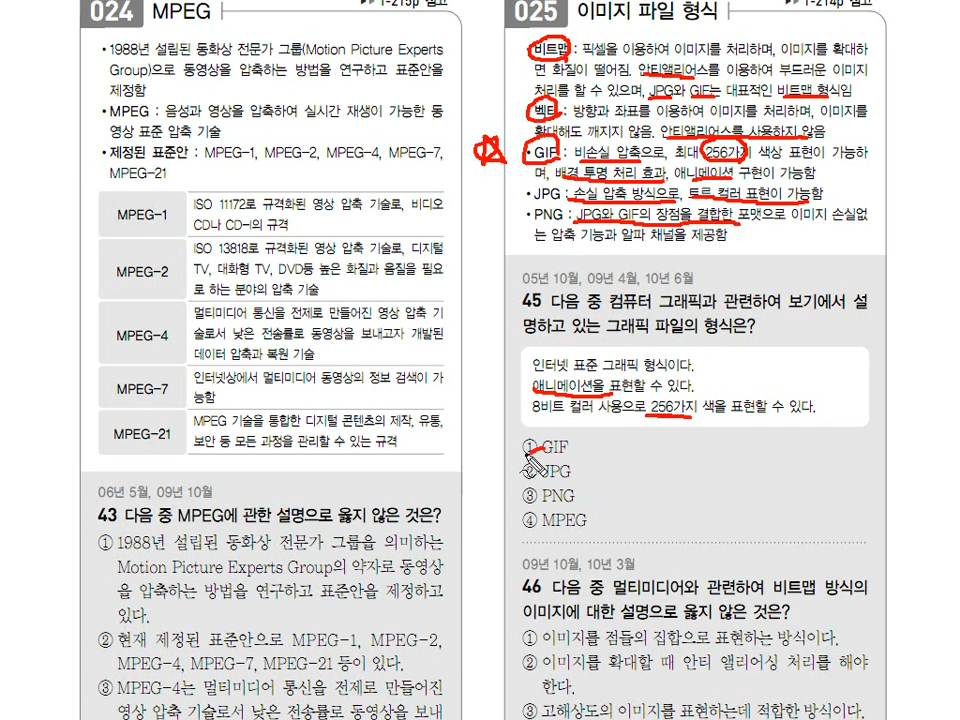 024 MPEG
• 1988년 설립된 동화상 전문가 그룹(Motion Picture Experts
Group)으로 동영상을 압축하는 방법을 연구하고 표준안을
제정함
• MPEG : 음성과 영상을 압축하여 실시간 재생이 가능한 동
영상 표준 압축 기술
• 제정된 표준안 : MPEG-1, MPEG-2, MPEG-4, MPEG-7,
MPEG-21
MPEG-1
ISO 11172로 규격화된 영상 압축 기술로, 비디오
CD나 CD-I의 규격
MPEG-2
ISO 13818로 규격화된 영상 압축 기술로, 디지털
TV, 대화형 TV, DVD등 높은 화질과 음질을 필요
로 하는 분야의 압축 기술
MPEG-4
멀티미디어 통신을 전제로 만들어진 영상 압축 기
술로서 낮은 전송률로 동영상을 보내고자 개발된
데이터 압축과 복원 기술
MPEG-7
인터넷상에서 멀티미디어 동영상의 정보 검색이 가
능함
MPEG-21
MPEG 기술을 통합한 디지털 콘텐츠의 제작, 유통,
보안 등 모든 과정을 관리할 수 있는 규격
06년 5월, 09년 10월
43 다음 중 MPEG에 관한 설명으로 옳지 않은 것은?
① 1988년 설립된 동화상 전문가 그룹을 의미하는
Motion Picture Experts Group의 약자로 동영상
을 압축하는 방법을 연구하고 표준안을 제정하고
있다.
② 현재 제정된 표준안으로 MPEG-1, MPEG-2,
MPEG-4, MPEG-7, MPEG-21 등이 있다.
③ MPEG-4는 멀티미디어 통신을 전제로 만들어진
영상 압축 기술로서 낮은 전송률로 동영상을 보내
025 이미지 파일 형식
• 비트맵 : 픽셀을 이용하여 이미지를 처리하며, 이미지를 확대하
면 화질이 떨어짐. 안티앨리어스를 이용하여 부드러운 이미지
처리를 할 수 있으며, JPG와 GIF는 대표적인 비트맵 형식임
• 벡터 : 방향과 좌표를 이용하여 이미지를 처리하며, 이미지를
확대해도 깨지지 않음. 안티앨리어스를 사용하지 않음
• GIF : 비손실 압축으로, 최대 256가지 색상 표현이 가능하
며, 배경 투명 처리 효과, 애니메이션 구현이 가능함
• JPG : 손실 압축 방식으로, 트루 컬러 표현이 가능함
• PNG : JPG와 GIF의 장점을 결합한 포맷으로 이미지 손실없
는 압축 기능과 알파 채널을 제공함
05년 10월, 09년 4월, 10년 6월
45 다음 중 컴퓨터 그래픽과 관련하여 보기에서 설
명하고 있는 그래픽 파일의 형식은?
인터넷 표준 그래픽 형식이다.
애니메이션을 표현할 수 있다.
8비트 컬러 사용으로 256가지 색을 표현할 수 있다.
① GIF
② JPG
③ PNG
④ MPEG
09년 10월, 10년 3월
46 다음 중 멀티미디어와 관련하여 비트맵 방식의
이미지에 대한 설명으로 옳지 않은 것은?
① 이미지를 점들의 집합으로 표현하는 방식이다.
② 이미지를 확대할 때 안티 앨리어싱 처리를 해야
한다.
③ 고해상도의 이미지를 표현하는데 적합한 방식이다.